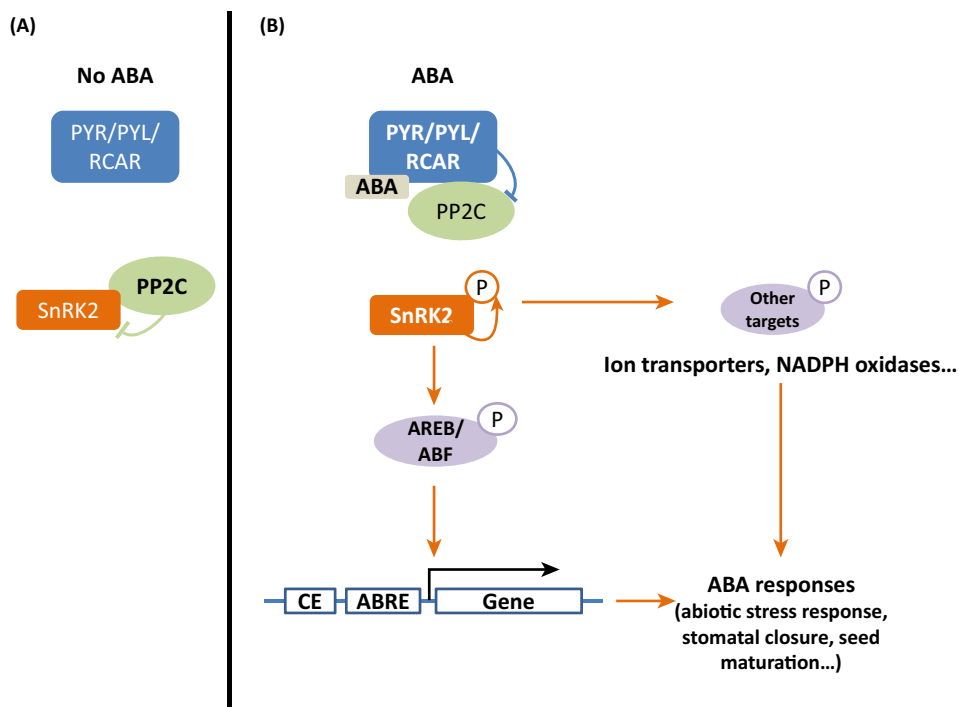 (A)
No ABA
PYR/PYL/
RCAR
PP2C
SnRK2
(B)
ABA
PYR/PYL/
RCAR
ABA
PP2C
P
SnRK2
P
Other
targets
Ion transporters, NADPH oxidases…
P
AREB/
ABF
CE
ABRE
Gene
ABA responses
(abiotic stress response,
stomatal closure, seed
maturation…)